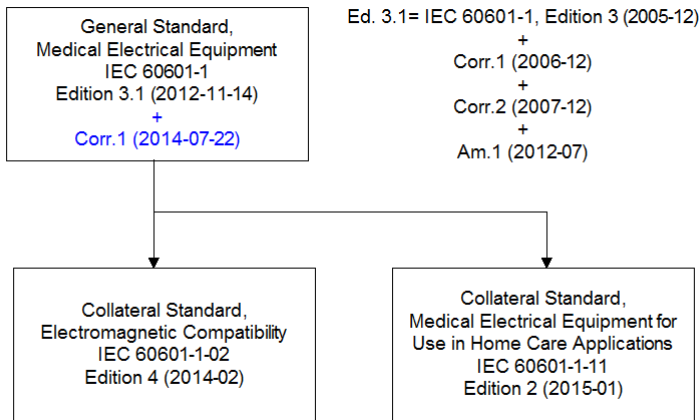 General Standard,
Medical Electrical Equipment
IEC 60601-1
Edition 3.1 (2012-11-14)
+
Corr.1 (2014-07-22)
Ed. 3.1= IEC 60601-1, Edition 3 (2005-12)
+
Corr.1 (2006-12)
+
Corr.2 (2007-12)
+
Am.1 (2012-07)
Collateral Standard,
Electromagnetic Compatibility
IEC 60601-1-02
Edition 4 (2014-02)
Collateral Standard,
Medical Electrical Equipment for
Use in Home Care Applications
IEC 60601-1-11
Edition 2 (2015-01)